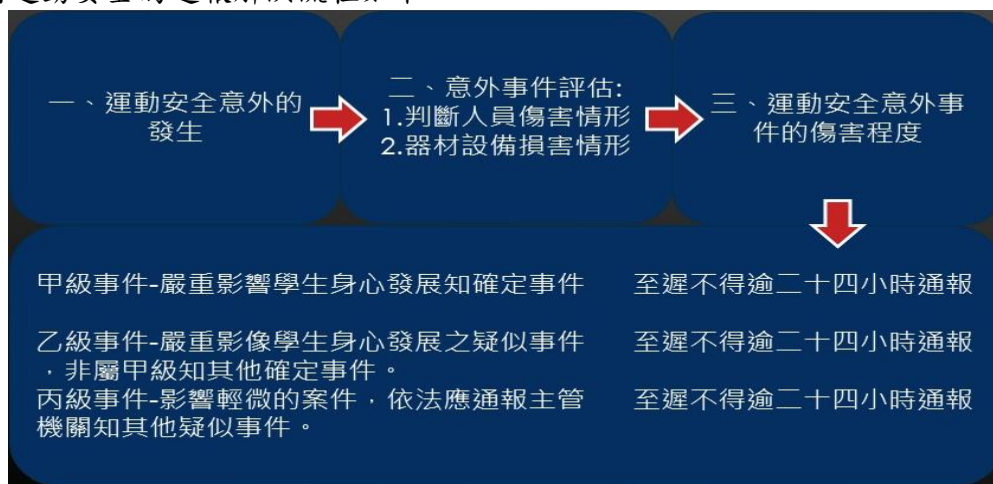 一、運動安全意外的
發生
二、意外事件評估:
1.判斷人員傷害情形
2.器材設備損害情形
三、運動安全意外事
件的傷害程度
甲級事件-嚴重影響學生身心發展知確定事件 至遲不得逾二十四小時通報
乙級事件-嚴重影像學生身心發展之疑似事件 至遲不得逾二十四小時通報
，非屬甲級知其他確定事件。
丙級事件-影響輕微的案件，依法應通報主管 至遲不得逾二十四小時通報
機關知其他疑似事件。